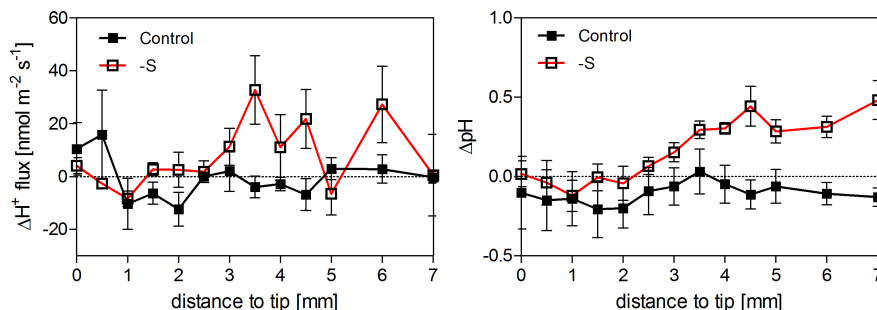 60
40
20
0
-20
ΔH⁺ flux [nmol m⁻² s⁻¹]
Control
-S
0 1 2 3 4 5 6 7
distance to tip [mm]
1.0
0.5
0.0
-0.5
ΔpH
Control
-S
0 1 2 3 4 5 6 7
distance to tip [mm]